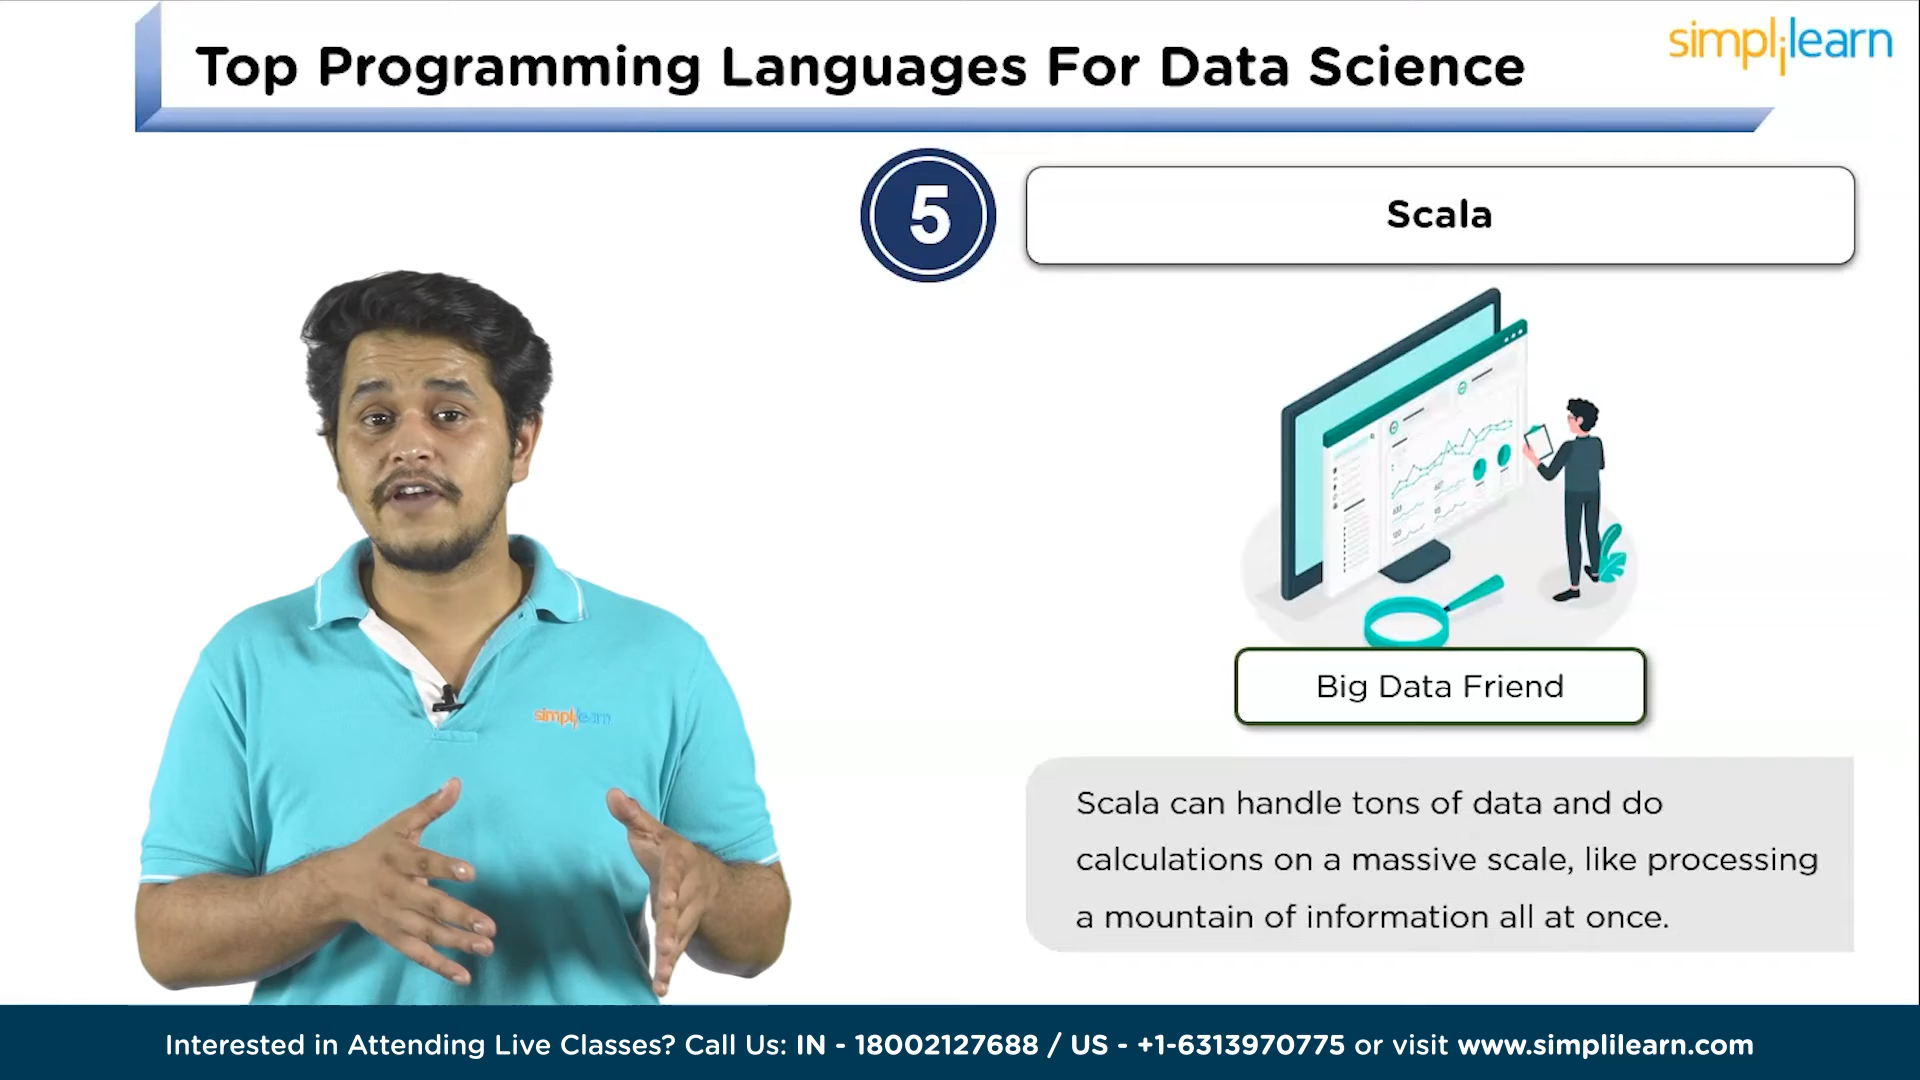 Top Programming Languages For Data Science
simplilearn
5
Scala
Big Data Friend
simplilearn
Scala can handle tons of data and do
calculations on a massive scale, like processing
a mountain of information all at once.
Interested in Attending Live Classes? Call Us: IN - 18002127688 / US - +1-6313970775 or visit www.simplilearn.com